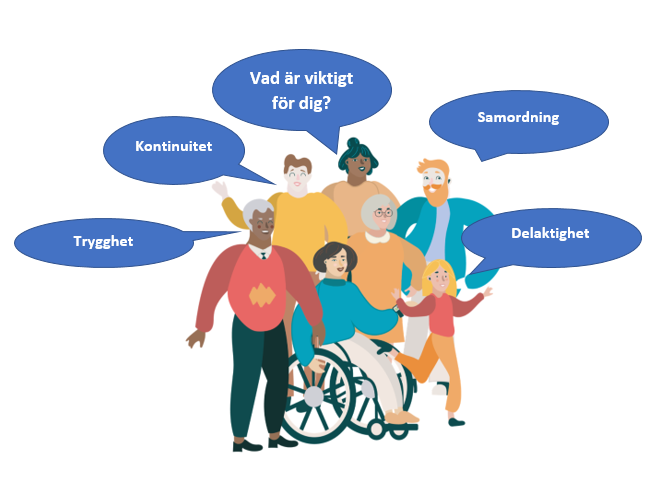 Vad är viktigt
för dig?
Samordning
Kontinuitet
Trygghet
Delaktighet